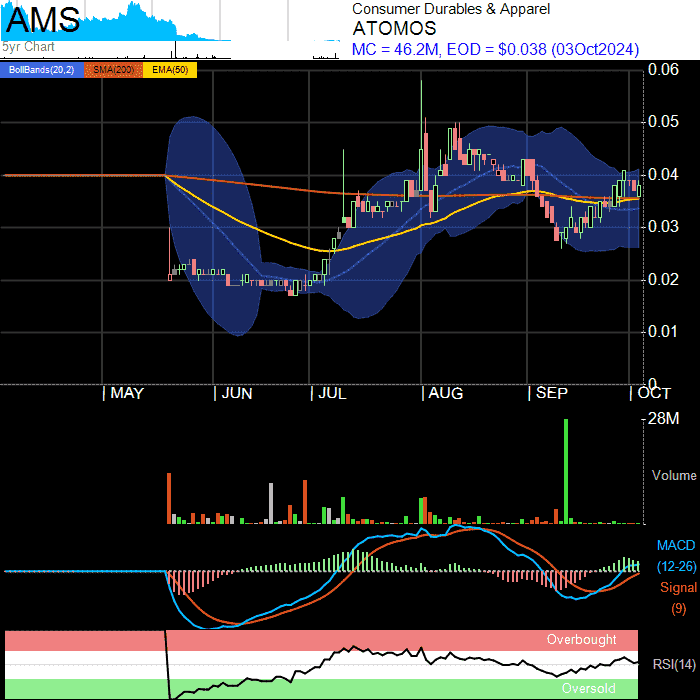 AMS
Consumer Durables & Apparel
ATOMOS
5yr Chart
MC = 46.2M, EOD = $0.038 (03Oct2024)
BollBands(20,2) SMA(200) EMA(50)
0.06
0.05
0.04
0.03
0.02
0.01
0
MAY JUN JUL AUG SEP OCT
28M
Volume
MACD
(12-26)
Signal
(9)
Overbought
RSI(14)
Oversold